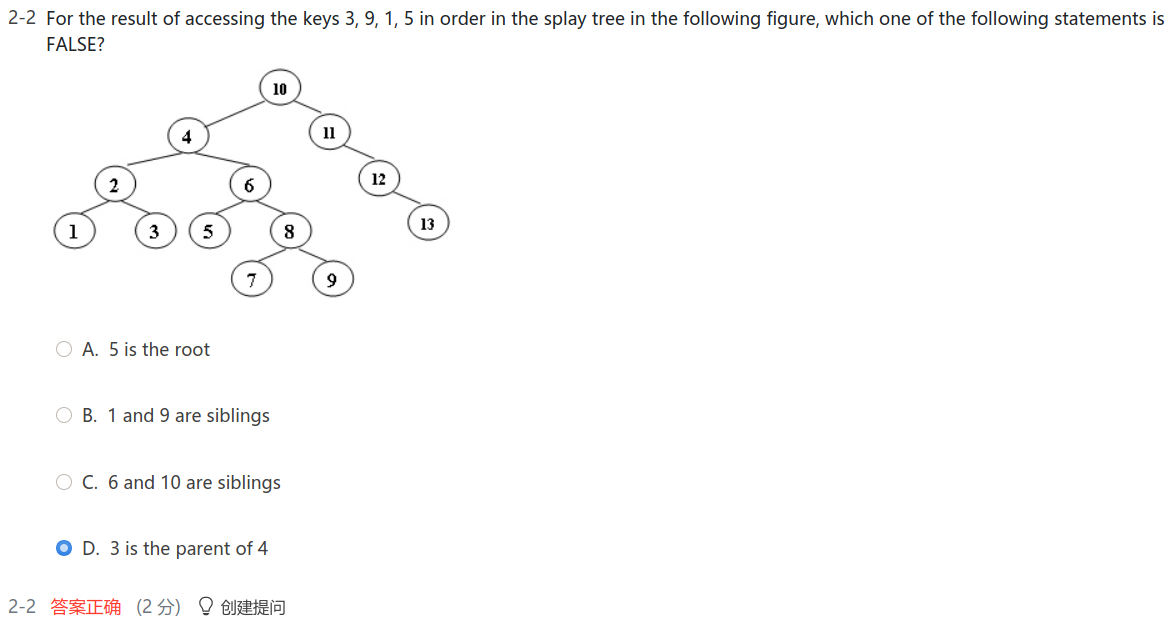 2-2 For the result of accessing the keys 3, 9, 1, 5 in order in the splay tree in the following figure, which one of the following statements is
FALSE?
10
4
11
2
6
12
1
3
5
8
13
7
9
A. 5 is the root
B. 1 and 9 are siblings
C. 6 and 10 are siblings
D. 3 is the parent of 4
2-2 答案正确 (2 分) 创建提问